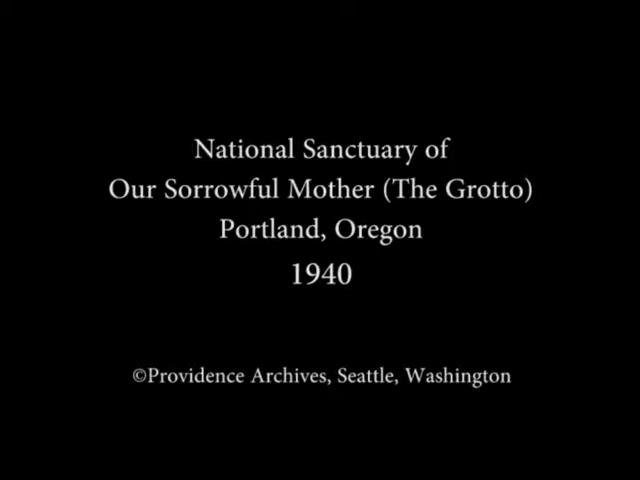 National Sanctuary of
Our Sorrowful Mother (The Grotto)
Portland, Oregon
1940
©Providence Archives, Seattle, Washington